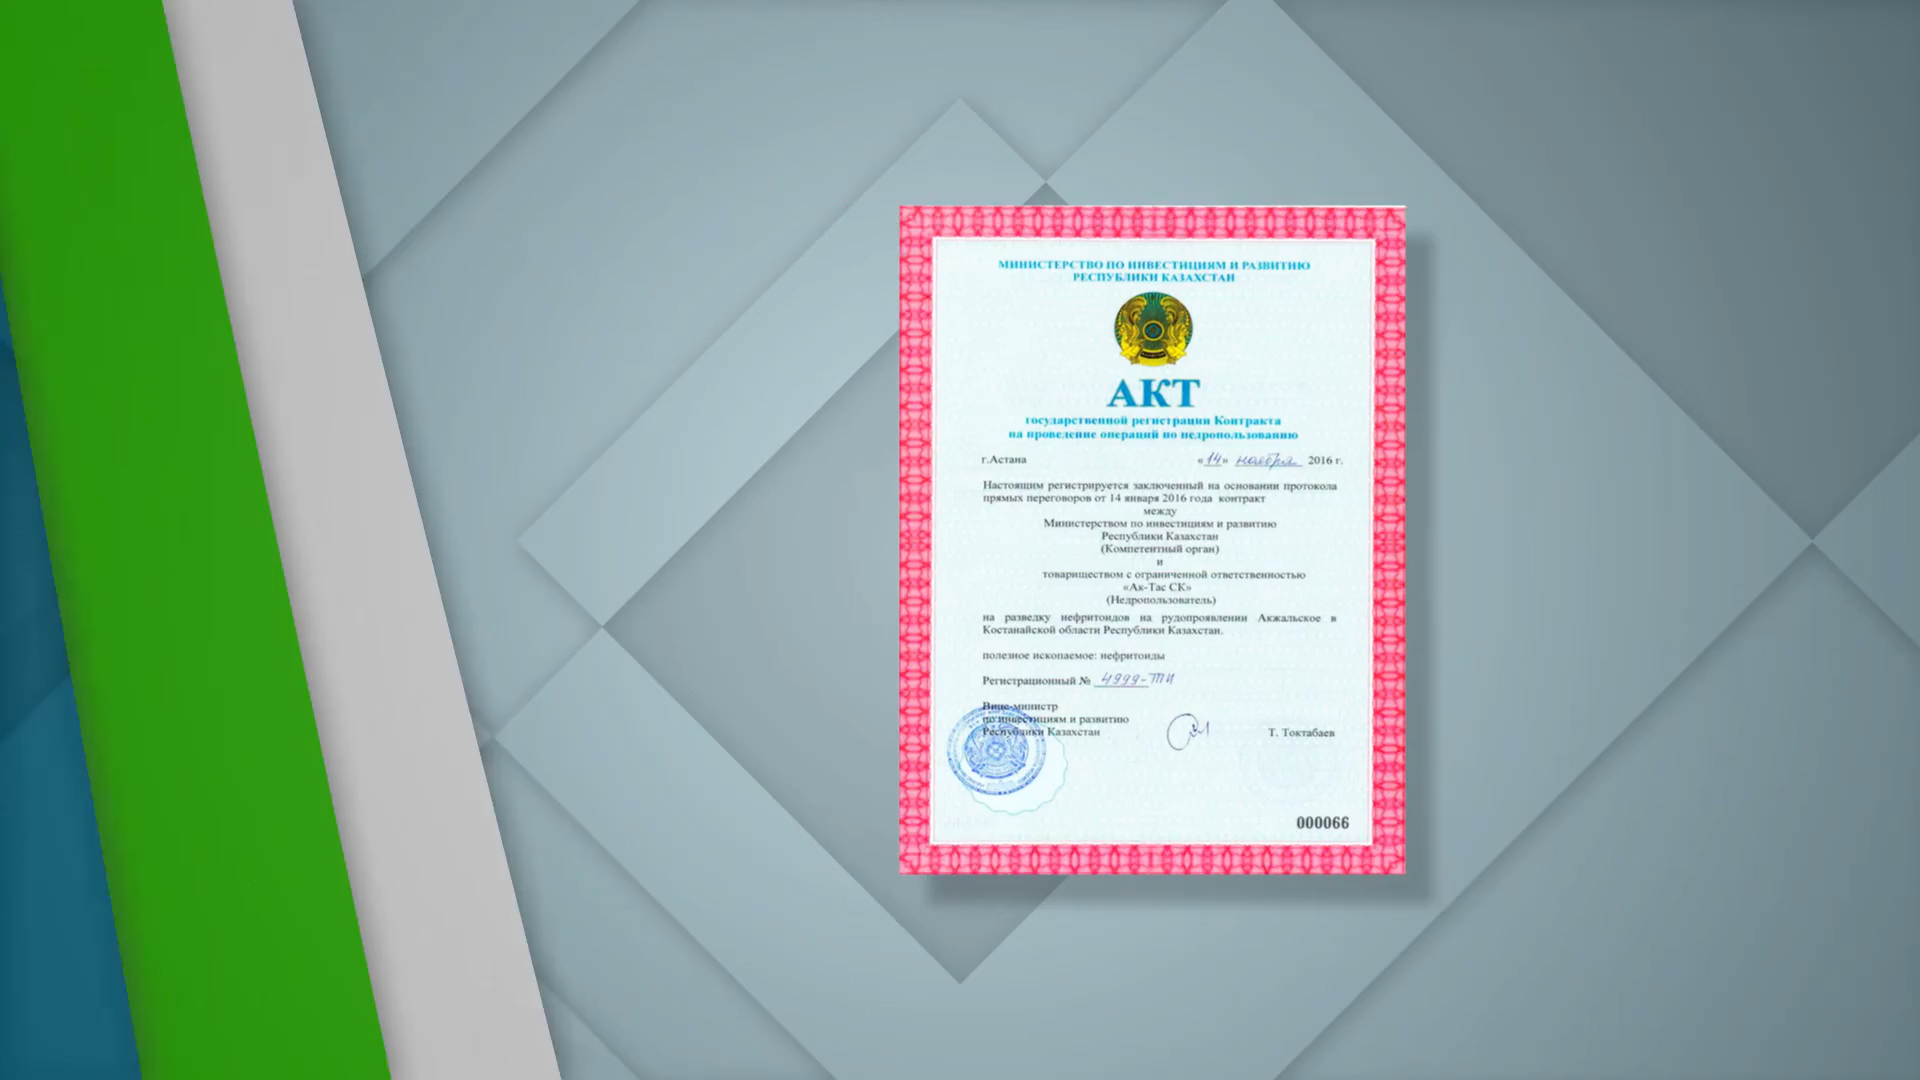 МИНИСТЕРСТВО ПО ИНВЕСТИЦИЯМ И РАЗВИТИЮ
РЕСПУБЛИКИ КАЗАХСТАН
АКТ
государственной регистрации Контракта
на проведение операций по недропользованию
г.Астана «14» ноября 2016 г.
Настоящим регистрируется заключенный на основании протокола
прямых переговоров от 14 января 2016 года контракт
между
Министерством по инвестициям и развитию
Республики Казахстан
(Компетентный орган)
и
товариществом с ограниченной ответственностью
«Ак-Тас СК»
(Недропользователь)
на разведку нефритоидов на рудопроявлении Акжальское в
Костанайской области Республики Казахстан.
полезное ископаемое: нефритоиды
Регистрационный № 4999-ТПИ
Вице-министр
по инвестициям и развитию
Республики Казахстан Т. Токтабаев
000066